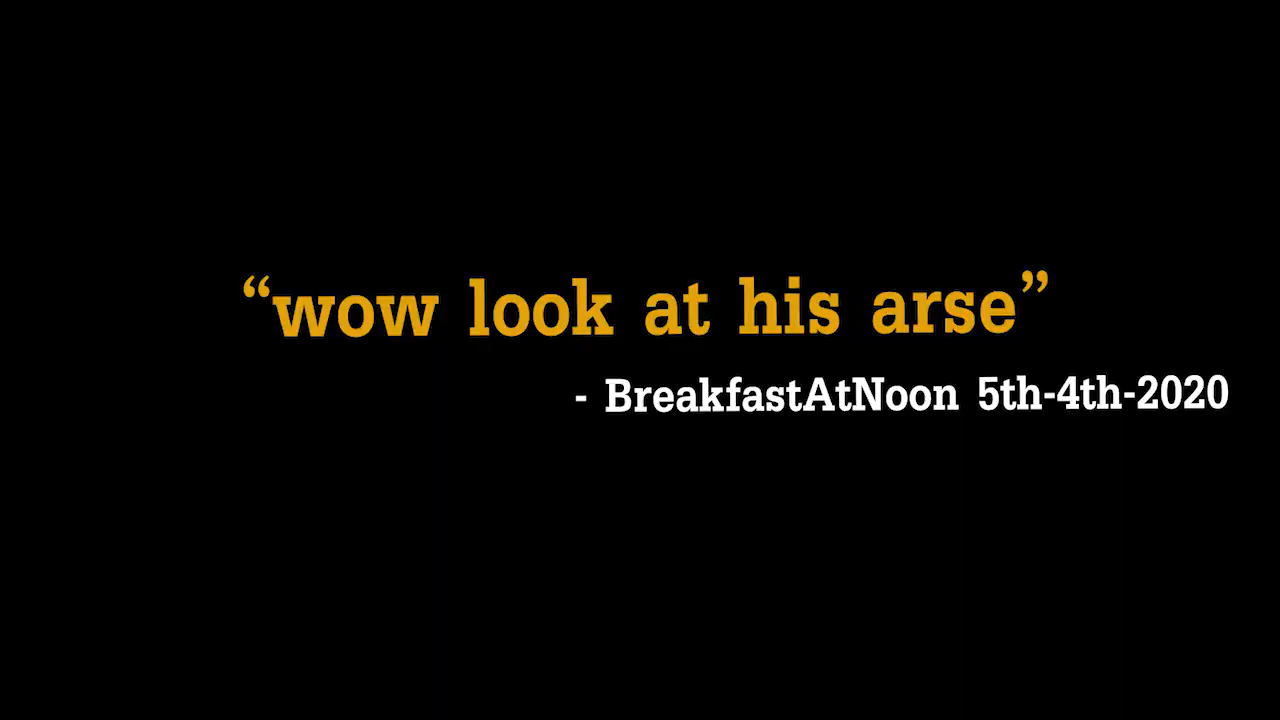 “wow look at his arse”
- BreakfastAtNoon 5th-4th-2020